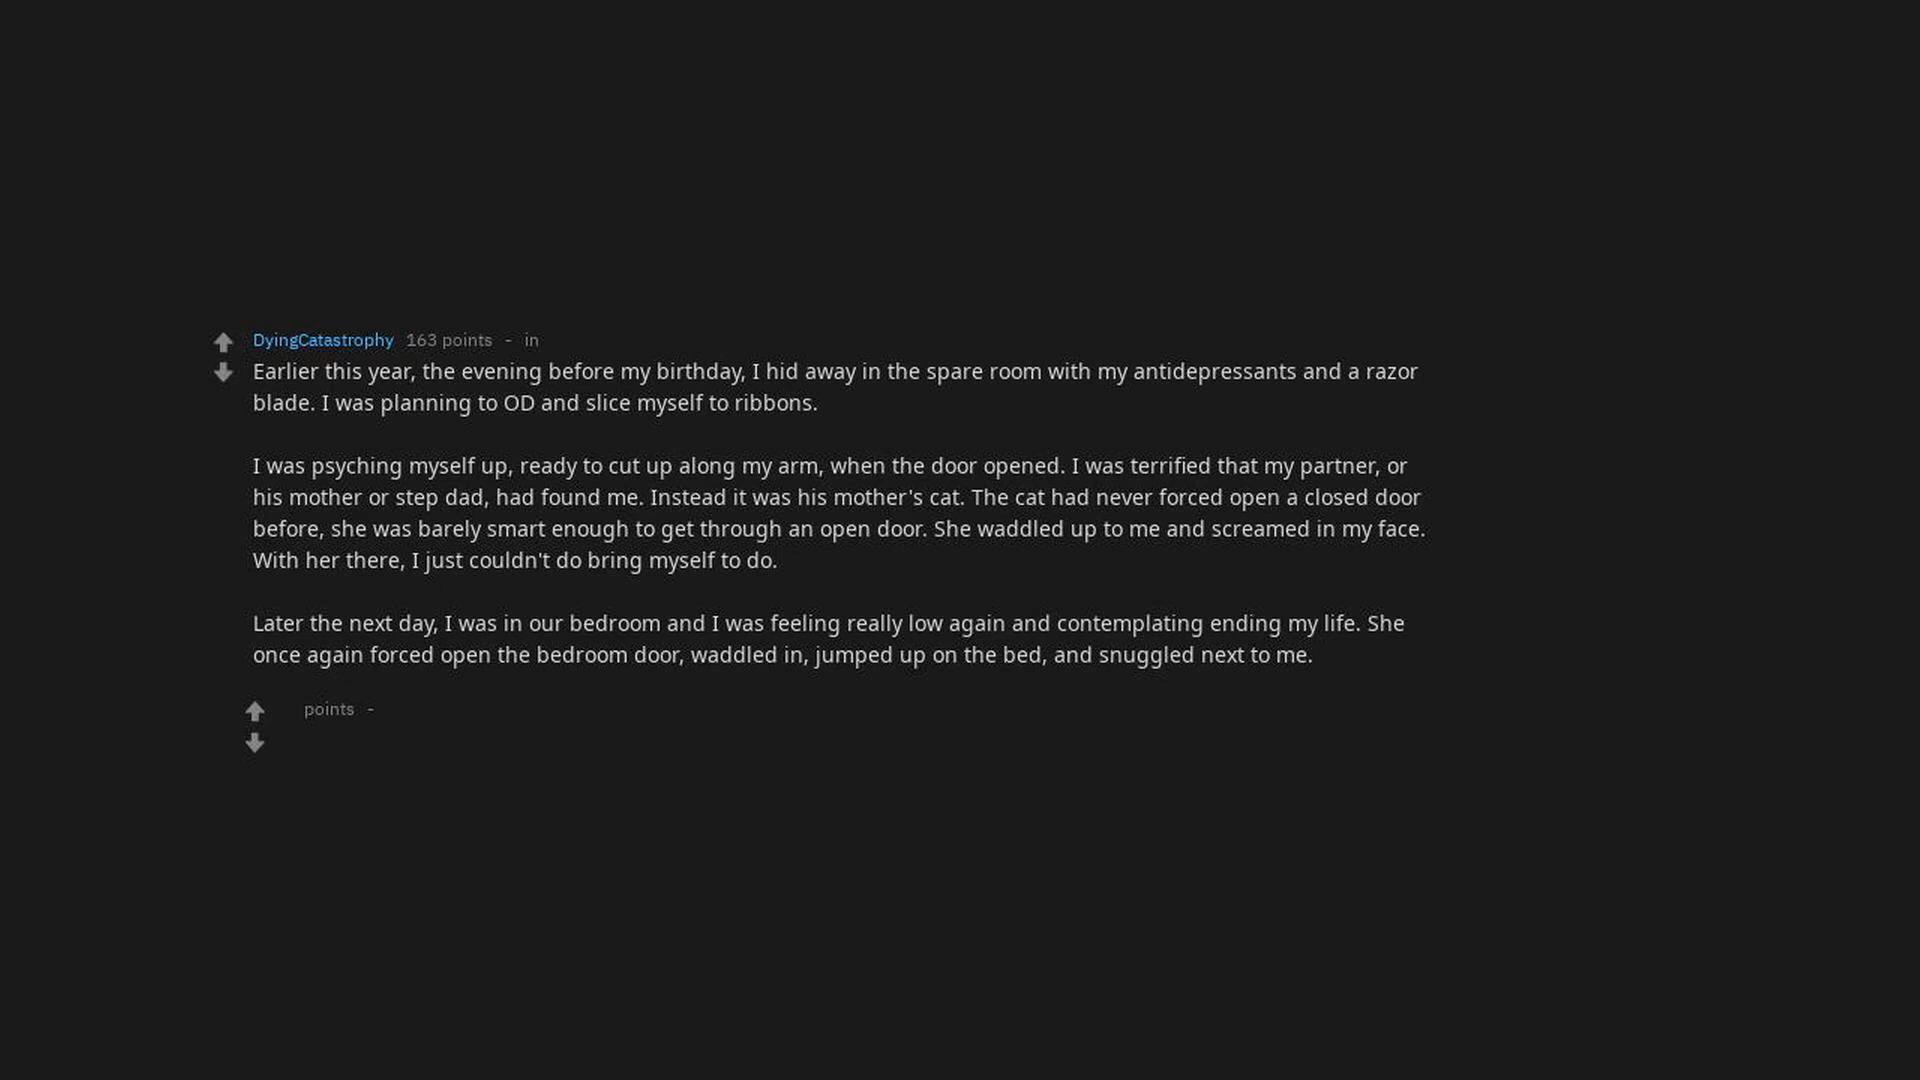 DyingCatastrophy 163 points - in
Earlier this year, the evening before my birthday, I hid away in the spare room with my antidepressants and a razor
blade. I was planning to OD and slice myself to ribbons.
I was psyching myself up, ready to cut up along my arm, when the door opened. I was terrified that my partner, or
his mother or step dad, had found me. Instead it was his mother's cat. The cat had never forced open a closed door
before, she was barely smart enough to get through an open door. She waddled up to me and screamed in my face.
With her there, I just couldn't do bring myself to do.
Later the next day, I was in our bedroom and I was feeling really low again and contemplating ending my life. She
once again forced open the bedroom door, waddled in, jumped up on the bed, and snuggled next to me.
points -